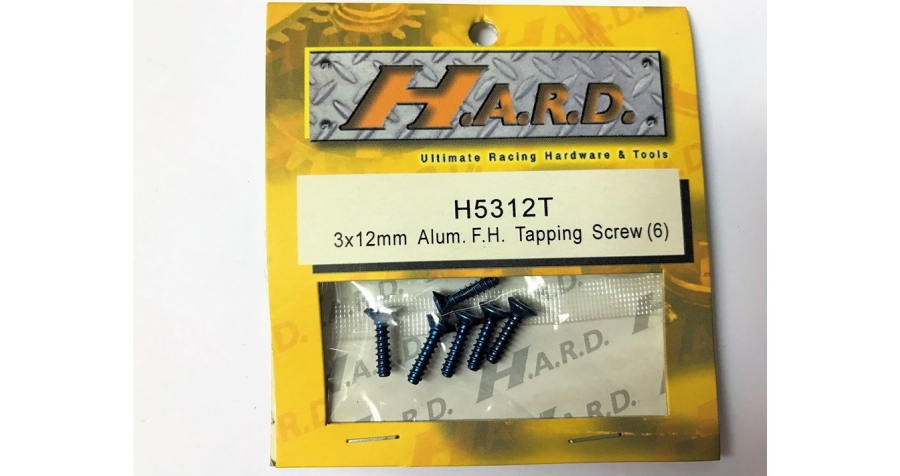 H.A.R.D.
Ultimate Racing Hardware & Tools
H5312T
3x12mm Alum. F.H. Tapping Screw (6)
H.A.R.D.
H.A.R.D.
H.A.R.D.